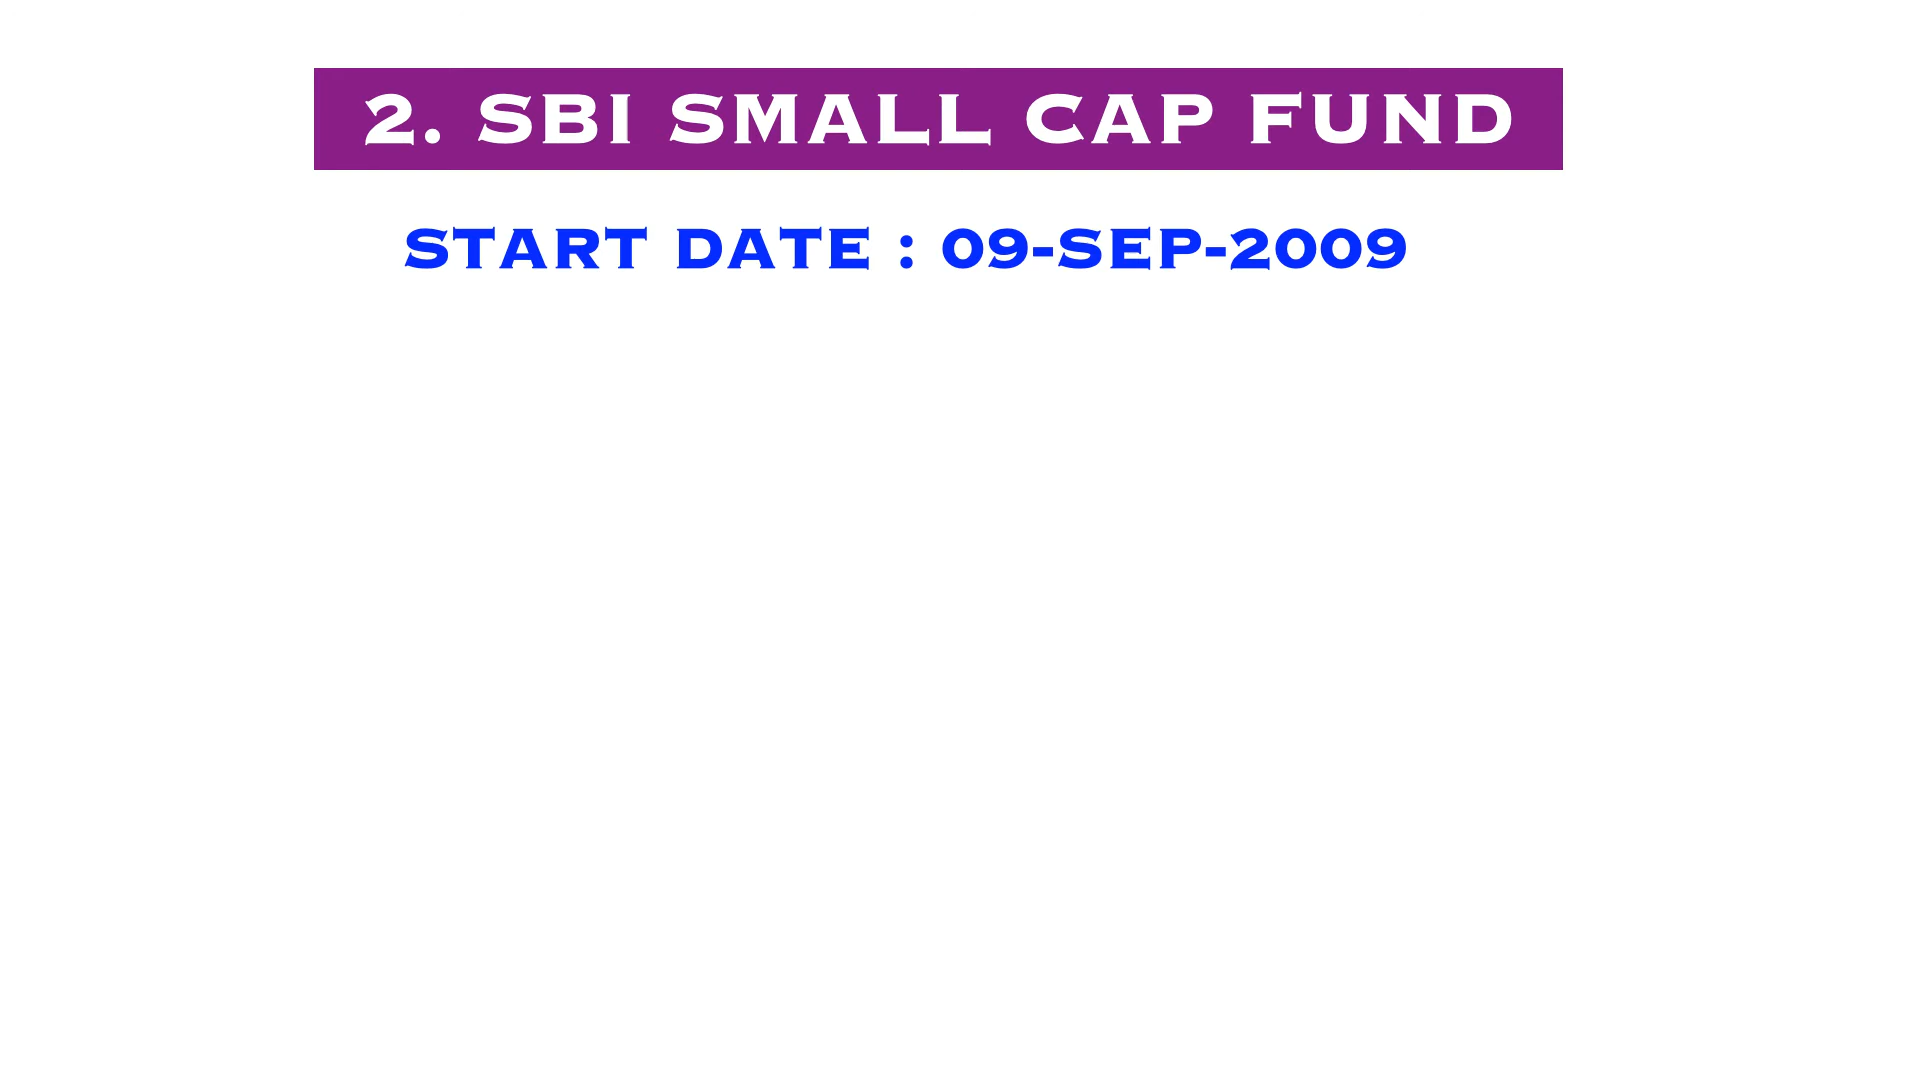 2. SBI SMALL CAP FUND
START DATE : 09-SEP-2009